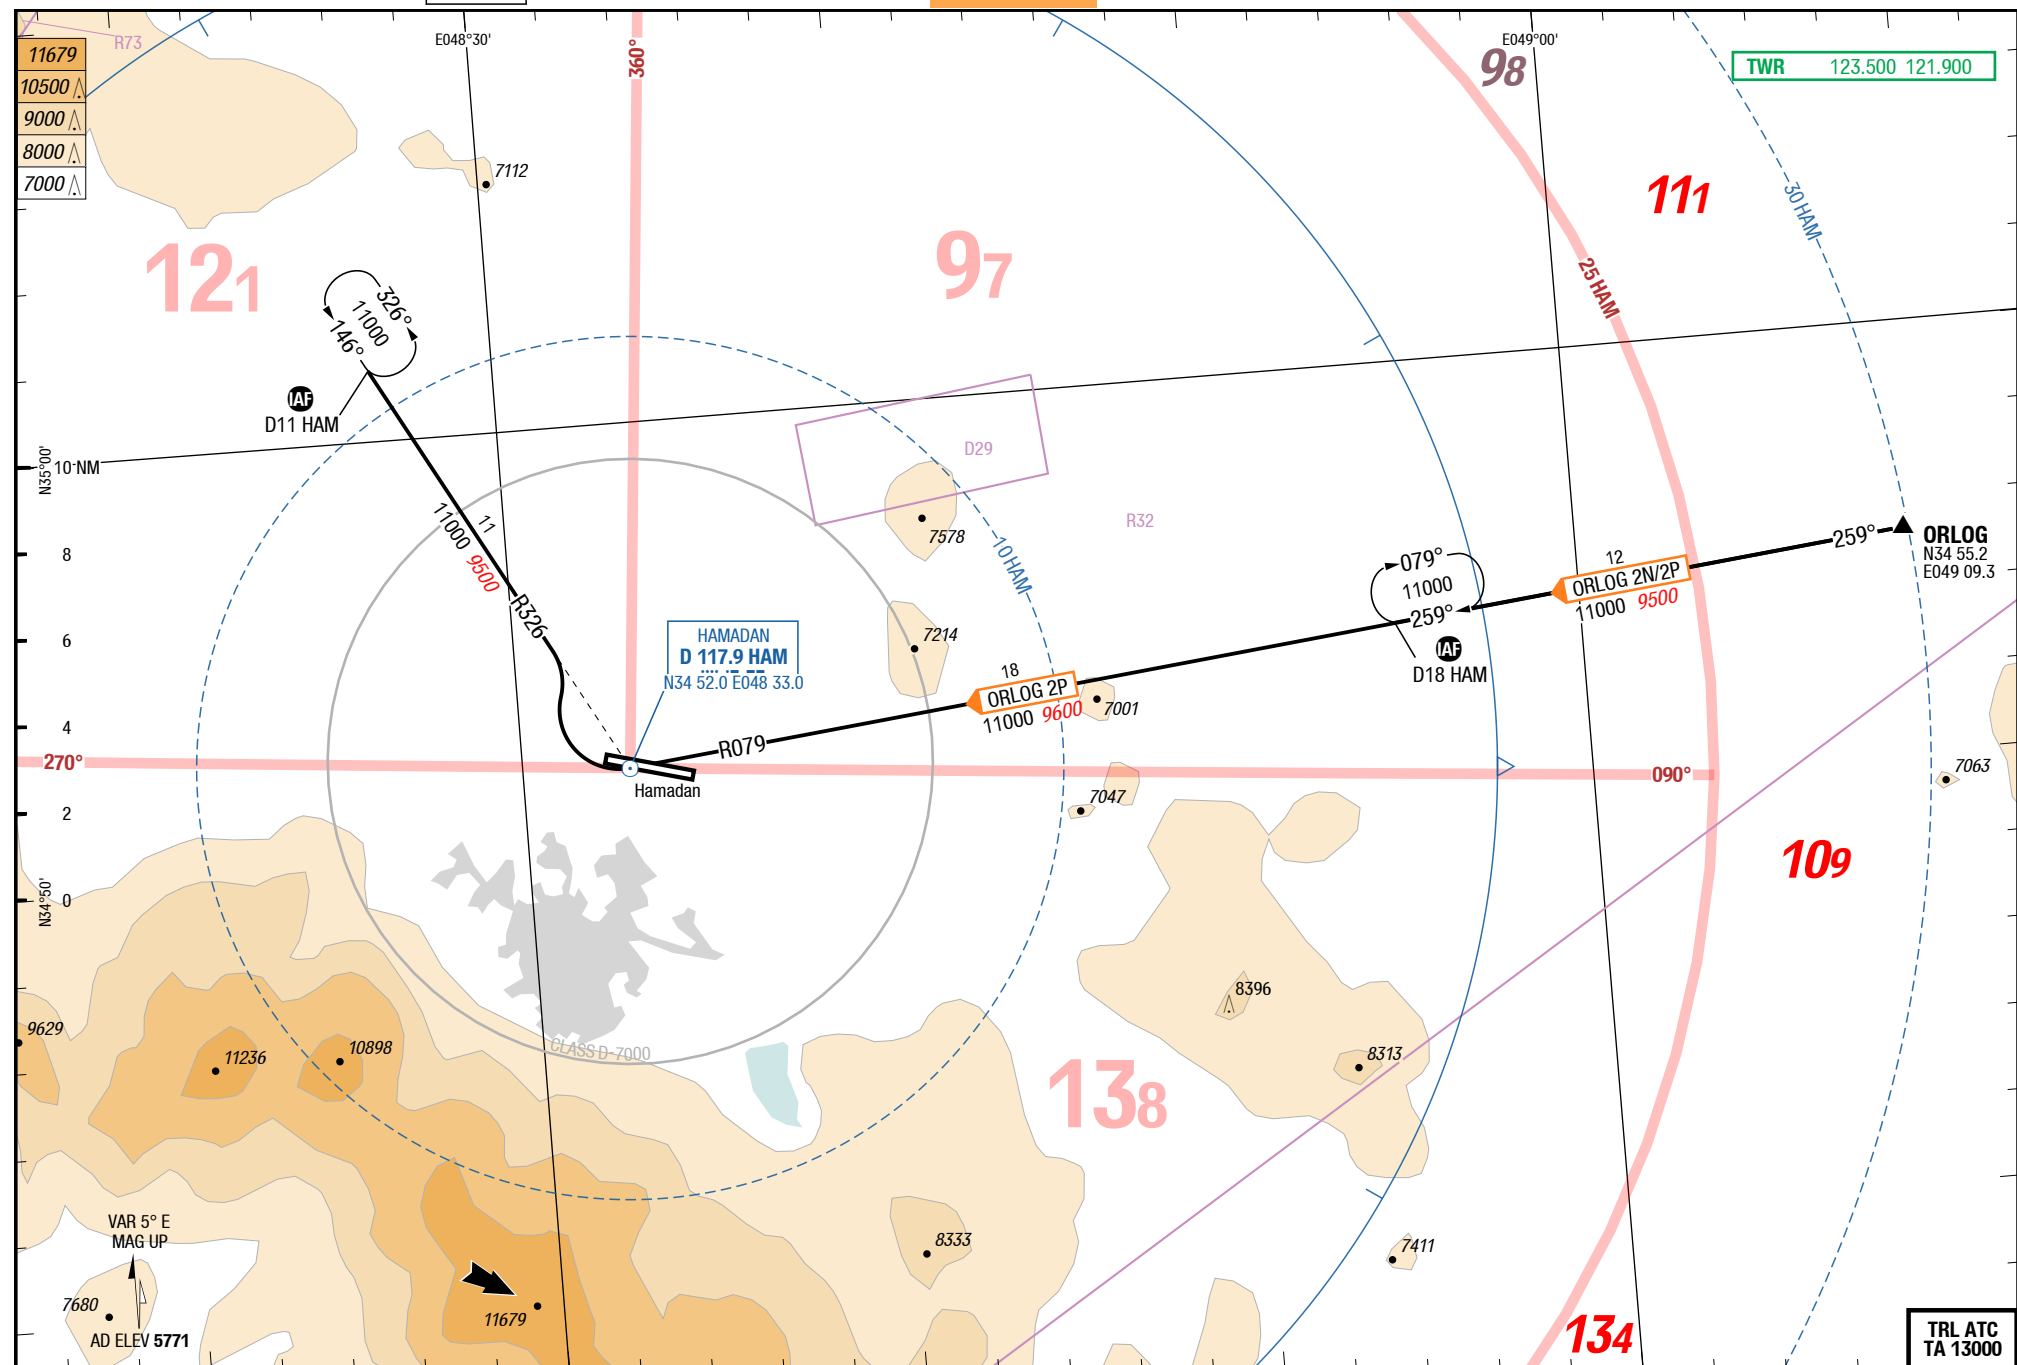 R73
E048°30'
360°
E049°00'
98
TWR 123.500 121.900
11679
10500
9000
8000
7000
7112
111
30 HAM
121
97
25 HAM
326°
11000
146°
IAF
D11 HAM
N35°00'
10 NM
D29
R32
11
11000
9500
7578
10 HAM
079°
11000
259°
12
ORLOG 2N/2P
11000 9500
259°
ORLOG
N34 55.2
E049 09.3
8
R326
6
HAMADAN
D 117.9 HAM
N34 52.0 E048 33.0
7214
IAF
D18 HAM
18
ORLOG 2P
11000 9600
7001
4
R079
270°
090°
7063
Hamadan
7047
2
109
N34°50'
0
9629
11236
10898
CLASS D-7000
8396
8313
138
VAR 5° E
MAG UP
8333
7411
7680
11679
AD ELEV 5771
134
TRL ATC
TA 13000